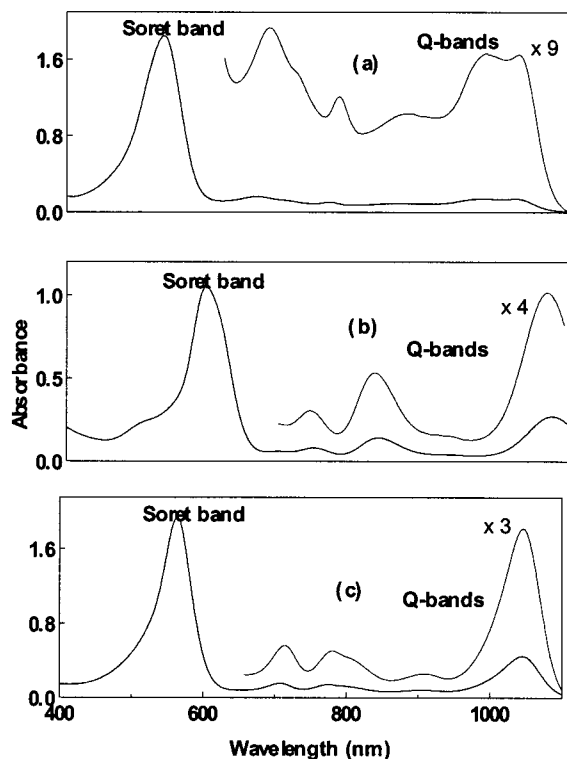 Soret band
(a)
Q-bands
x 9
1.6
0.8
0.0
Soret band
(b)
x 4
Q-bands
1.0
0.5
0.0
Absorbance
Soret band
x 3
(c)
Q-bands
1.6
0.8
0.0
400 600 800 1000
Wavelength (nm)